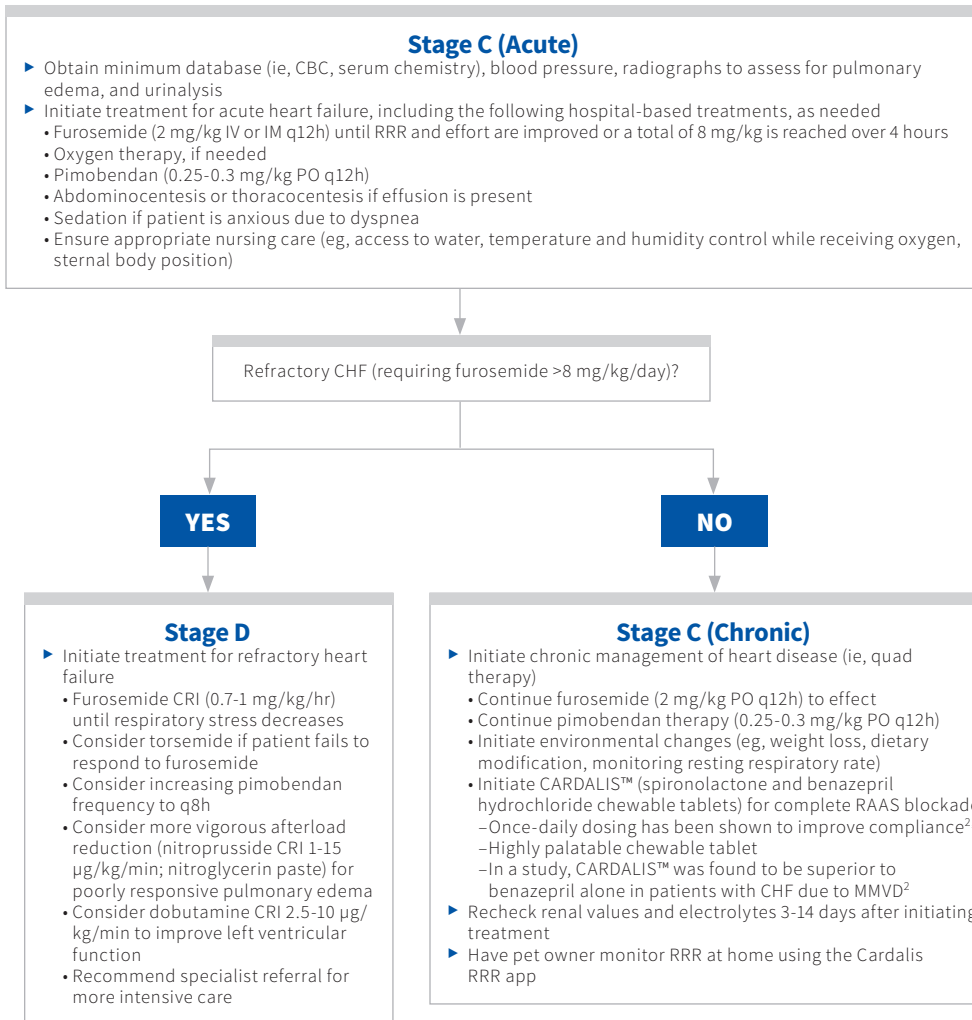 Stage C (Acute)
▶ Obtain minimum database (ie, CBC, serum chemistry), blood pressure, radiographs to assess for pulmonary
edema, and urinalysis
▶ Initiate treatment for acute heart failure, including the following hospital-based treatments, as needed
• Furosemide (2 mg/kg IV or IM q12h) until RRR and effort are improved or a total of 8 mg/kg is reached over 4 hours
• Oxygen therapy, if needed
• Pimobendan (0.25-0.3 mg/kg PO q12h)
• Abdominocentesis or thoracocentesis if effusion is present
• Sedation if patient is anxious due to dyspnea
• Ensure appropriate nursing care (eg, access to water, temperature and humidity control while receiving oxygen,
sternal body position)
Refractory CHF (requiring furosemide >8 mg/kg/day)?
YES
NO
Stage D
▶ Initiate treatment for refractory heart
failure
• Furosemide CRI (0.7-1 mg/kg/hr)
until respiratory stress decreases
• Consider torsemide if patient fails to
respond to furosemide
• Consider increasing pimobendan
frequency to q8h
• Consider more vigorous afterload
reduction (nitroprusside CRI 1-15
µg/kg/min; nitroglycerin paste) for
poorly responsive pulmonary edema
• Consider dobutamine CRI 2.5-10 µg/
kg/min to improve left ventricular
function
• Recommend specialist referral for
more intensive care
Stage C (Chronic)
▶ Initiate chronic management of heart disease (ie, quad
therapy)
• Continue furosemide (2 mg/kg PO q12h) to effect
• Continue pimobendan therapy (0.25-0.3 mg/kg PO q12h)
• Initiate environmental changes (eg, weight loss, dietary
modification, monitoring resting respiratory rate)
• Initiate CARDALIS™ (spironolactone and benazepril
hydrochloride chewable tablets) for complete RAAS blockade
–Once-daily dosing has been shown to improve compliance²
–Highly palatable chewable tablet
–In a study, CARDALIS™ was found to be superior to
benazepril alone in patients with CHF due to MMVD²
▶ Recheck renal values and electrolytes 3-14 days after initiating
treatment
▶ Have pet owner monitor RRR at home using the Cardalis
RRR app